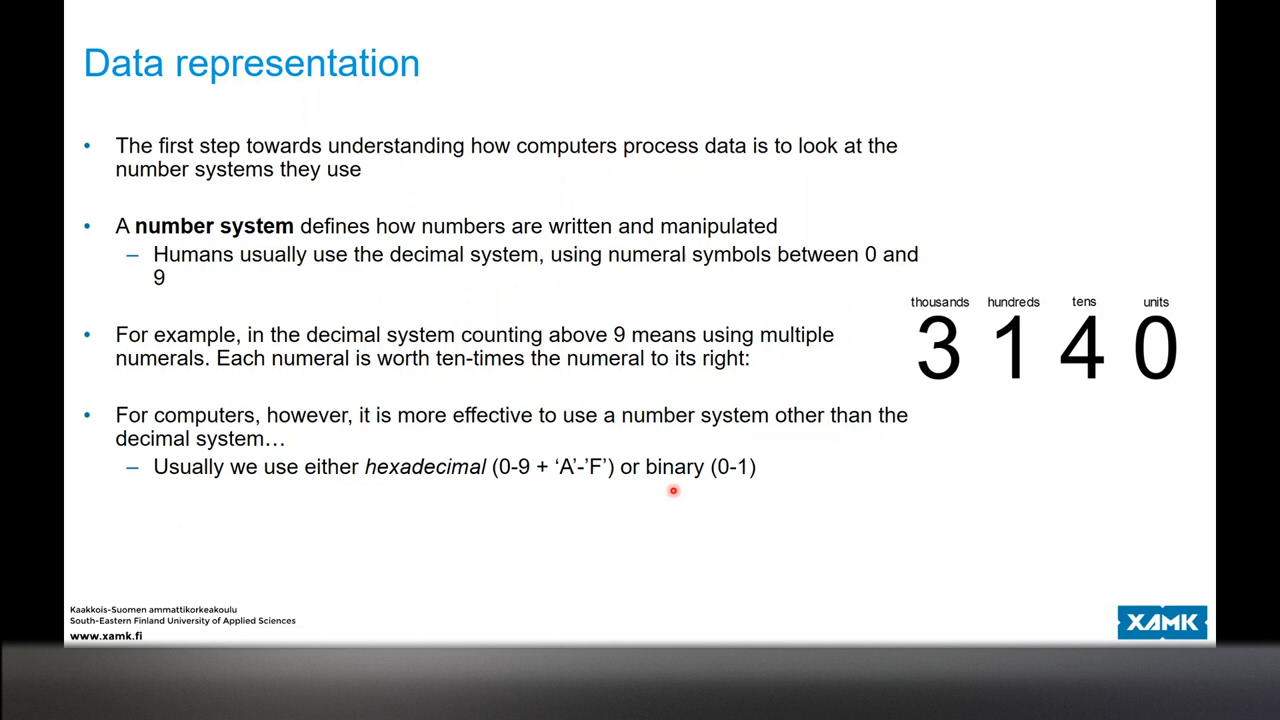 Data representation
• The first step towards understanding how computers process data is to look at the
number systems they use
• A number system defines how numbers are written and manipulated
– Humans usually use the decimal system, using numeral symbols between 0 and
9
• For example, in the decimal system counting above 9 means using multiple
numerals. Each numeral is worth ten-times the numeral to its right:
thousands hundreds tens units
3 1 4 0
• For computers, however, it is more effective to use a number system other than the
decimal system…
– Usually we use either hexadecimal (0-9 + ‘A’-’F’) or binary (0-1)
Kaakkois-Suomen ammattikorkeakoulu
South-Eastern Finland University of Applied Sciences
www.xamk.fi
XAMK